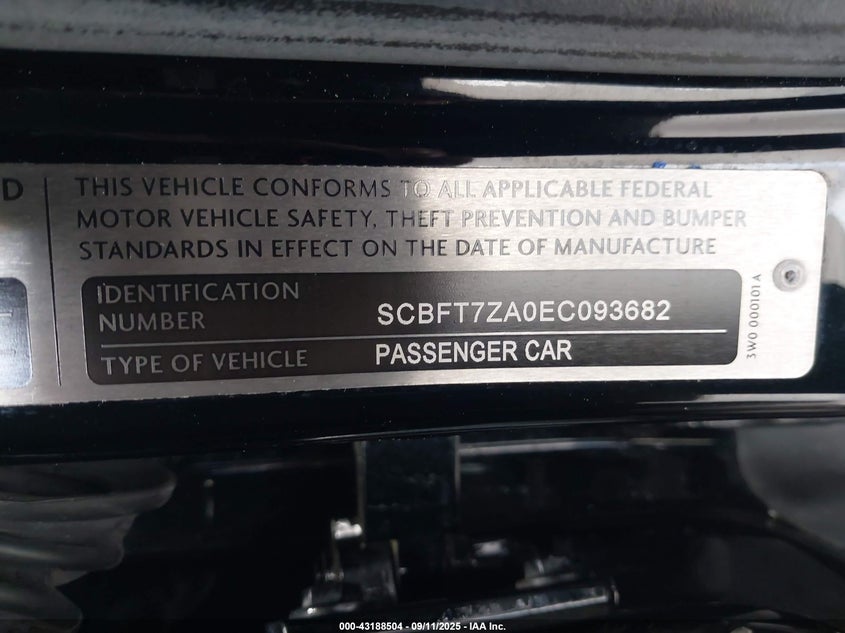 D
THIS VEHICLE CONFORMS TO ALL APPLICABLE FEDERAL
MOTOR VEHICLE SAFETY, THEFT PREVENTION AND BUMPER
STANDARDS IN EFFECT ON THE DATE OF MANUFACTURE
IDENTIFICATION
NUMBER
SCBFT7ZA0EC093682
TYPE OF VEHICLE
PASSENGER CAR
3W0 000101 A
000-43188504 - 09/11/2025 - IAA Inc.